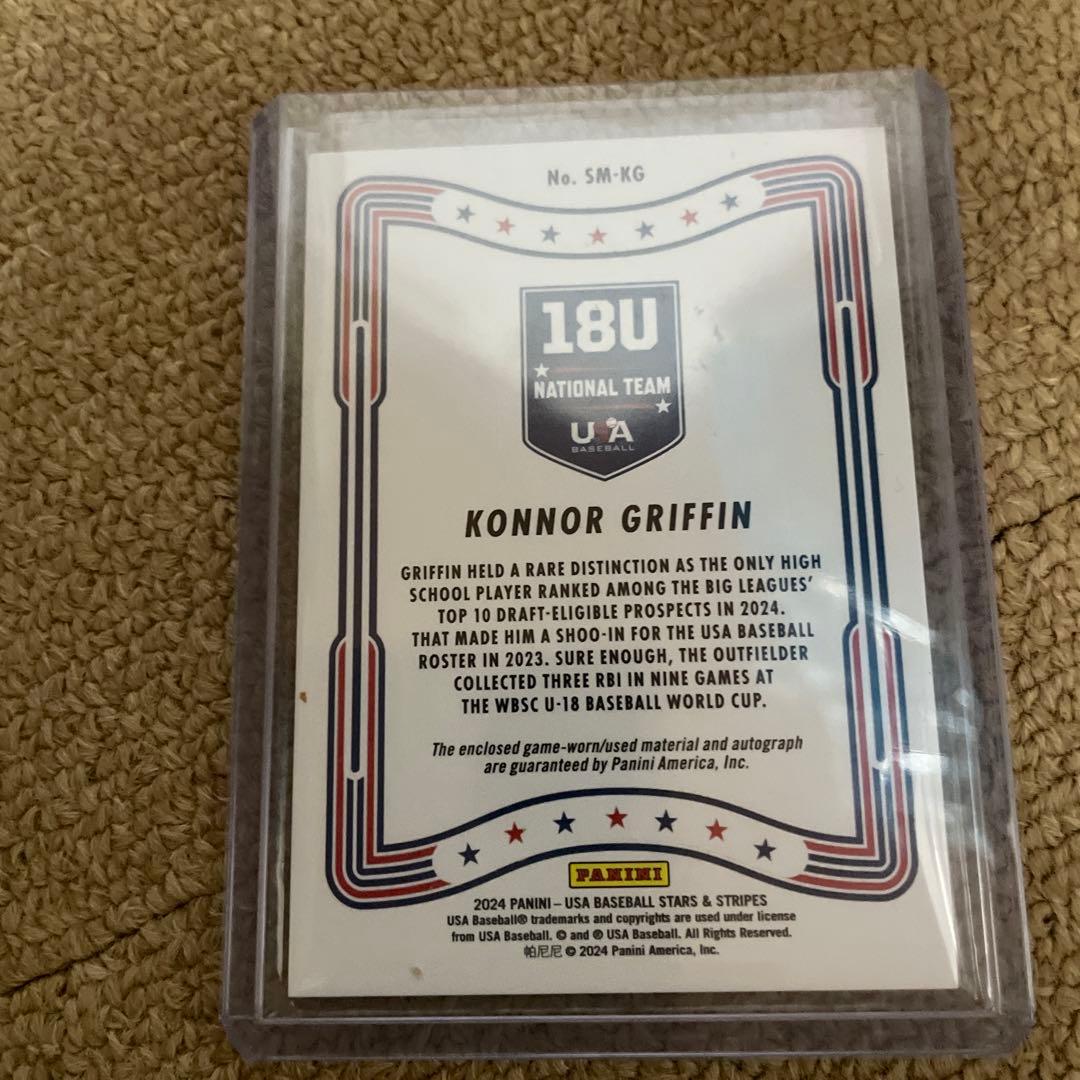 No. SM-KG
18U
NATIONAL TEAM
USA
BASEBALL
KONNOR GRIFFIN
GRIFFIN HELD A RARE DISTINCTION AS THE ONLY HIGH
SCHOOL PLAYER RANKED AMONG THE BIG LEAGUES'
TOP 10 DRAFT-ELIGIBLE PROSPECTS IN 2024.
THAT MADE HIM A SHOO-IN FOR THE USA BASEBALL
ROSTER IN 2023. SURE ENOUGH, THE OUTFIELDER
COLLECTED THREE RBI IN NINE GAMES AT
THE WBSC U-18 BASEBALL WORLD CUP.
The enclosed game-worn/used material and autograph
are guaranteed by Panini America, Inc.
PANINI
2024 PANINI – USA BASEBALL STARS & STRIPES
USA Baseball® trademarks and copyrights are used under license
from USA Baseball. © and ® USA Baseball. All Rights Reserved.
帕尼尼 © 2024 Panini America, Inc.